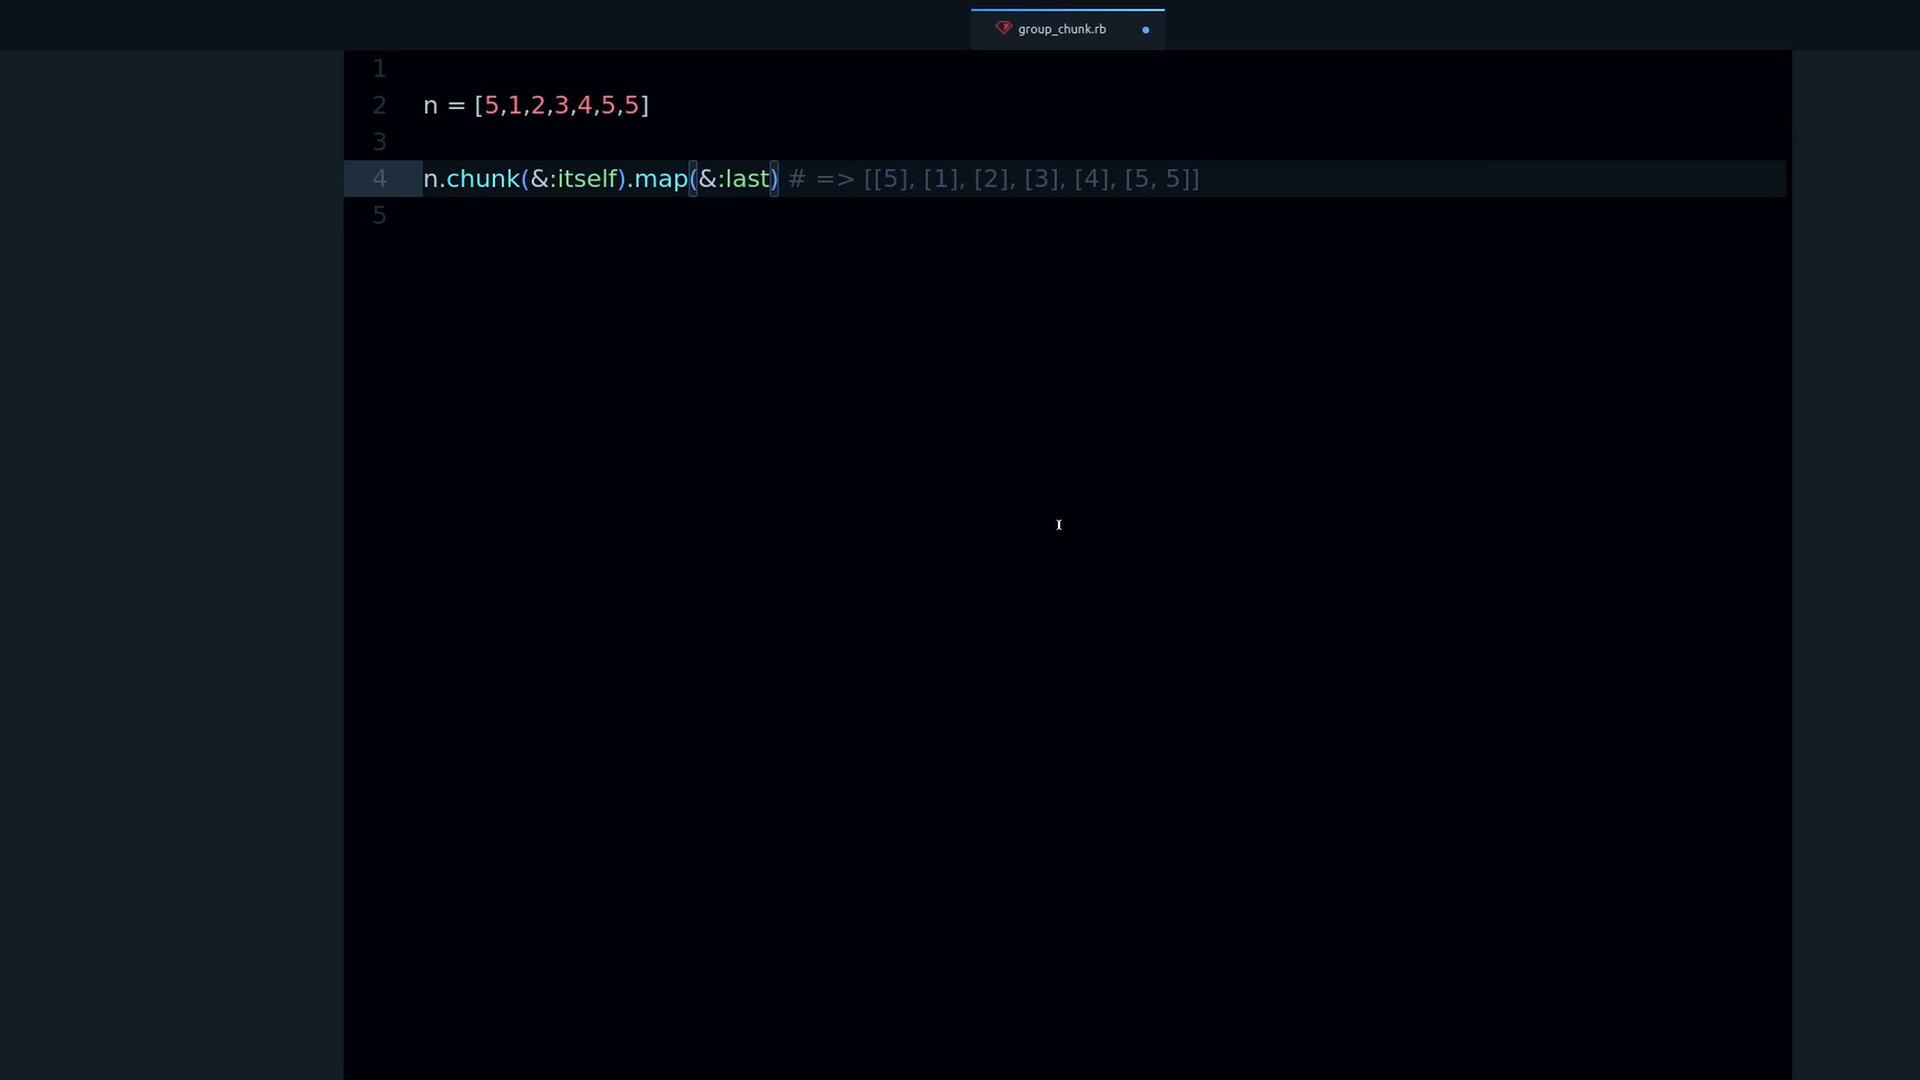 group_chunk.rb
1
2 n = [5,1,2,3,4,5,5]
3
4 n.chunk(&:itself).map(&:last) # => [[5], [1], [2], [3], [4], [5, 5]]
5